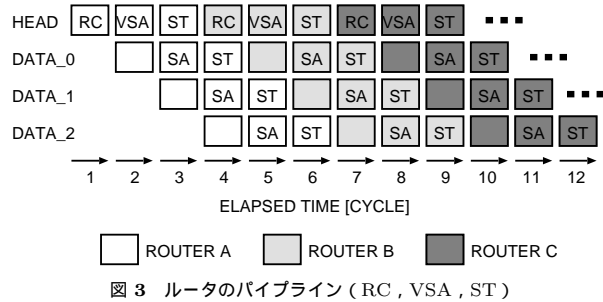 HEAD RC VSA ST RC VSA ST RC VSA ST
DATA_0 SA ST SA ST SA ST
DATA_1 SA ST SA ST SA ST
DATA_2 SA ST SA ST SA ST
1 2 3 4 5 6 7 8 9 10 11 12
ELAPSED TIME [CYCLE]
ROUTER A ROUTER B ROUTER C
図 3 ルータのパイプライン（RC，VSA，ST）